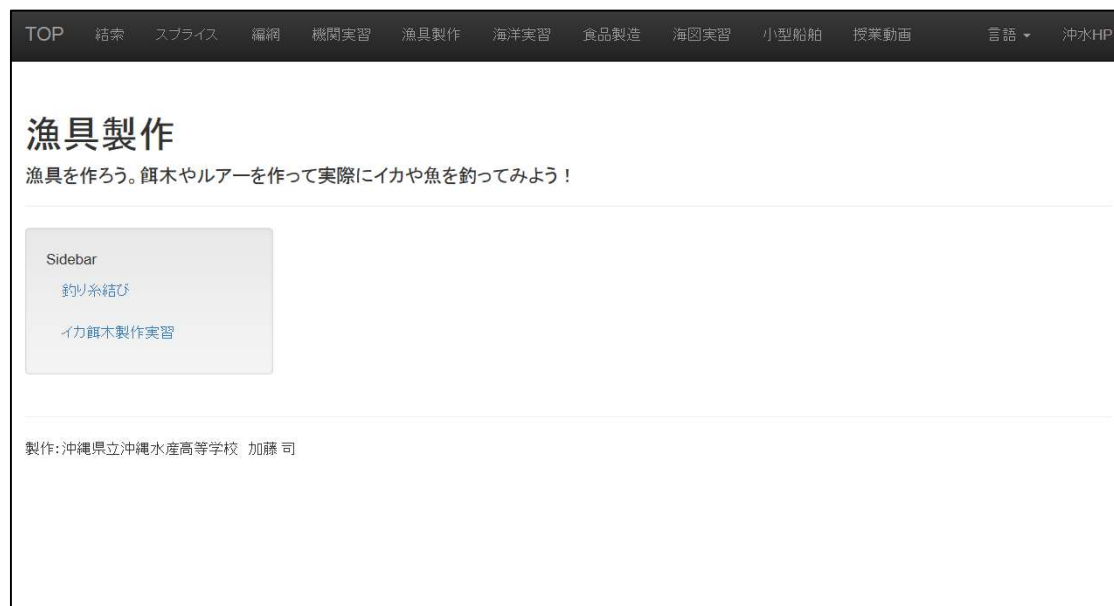 TOP 結索 スプライス 編網 機関実習 漁具製作 海洋実習 食品製造 海図実習 小型船舶 授業動画 言語 沖水HP
漁具製作
漁具を作ろう。餌木やルアーを作って実際にイカや魚を釣ってみよう！
Sidebar
釣り糸結び
イカ餌木製作実習
製作:沖縄県立沖縄水産高等学校 加藤 司